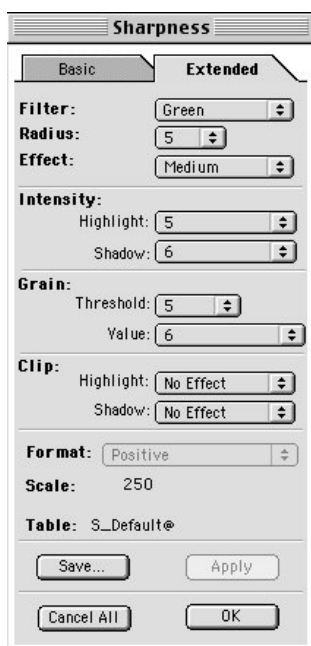 Sharpness
Basic Extended
Filter: Green
Radius: 5
Effect: Medium
Intensity:
Highlight: 5
Shadow: 6
Grain:
Threshold: 5
Value: 6
Clip:
Highlight: No Effect
Shadow: No Effect
Format: Positive
Scale: 250
Table: S_Default@
Save... Apply
Cancel All OK